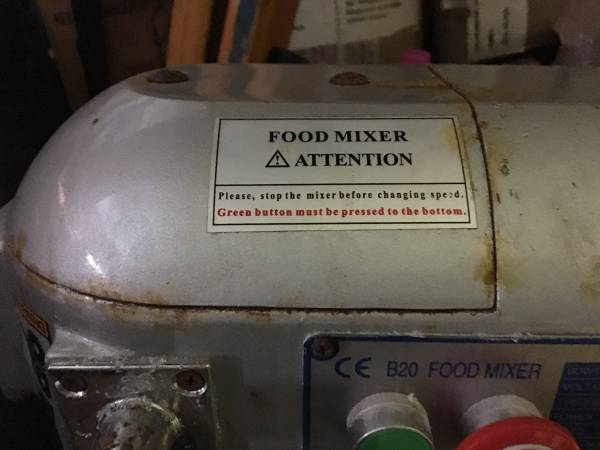 FOOD MIXER
⚠ ATTENTION
Please, stop the mixer before changing speed.
Green button must be pressed to the bottom.
CE B20 FOOD MIXER